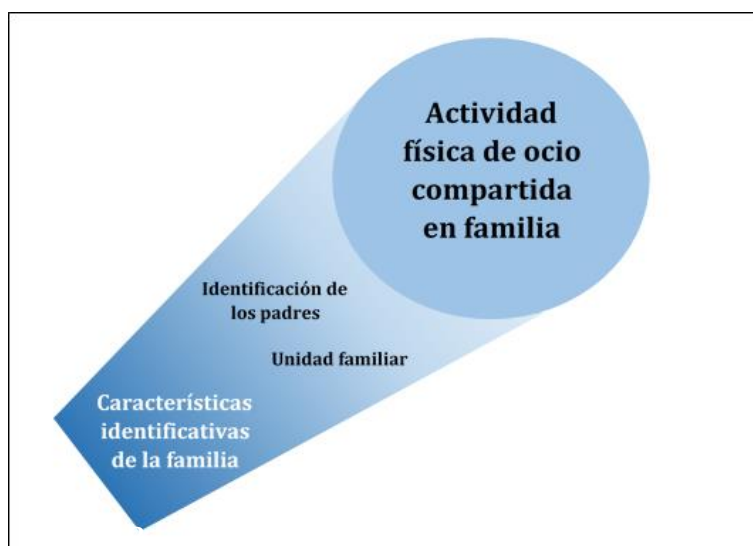 Actividad
física de ocio
compartida
en familia
Identificación de
los padres
Unidad familiar
Características
identificativas
de la familia